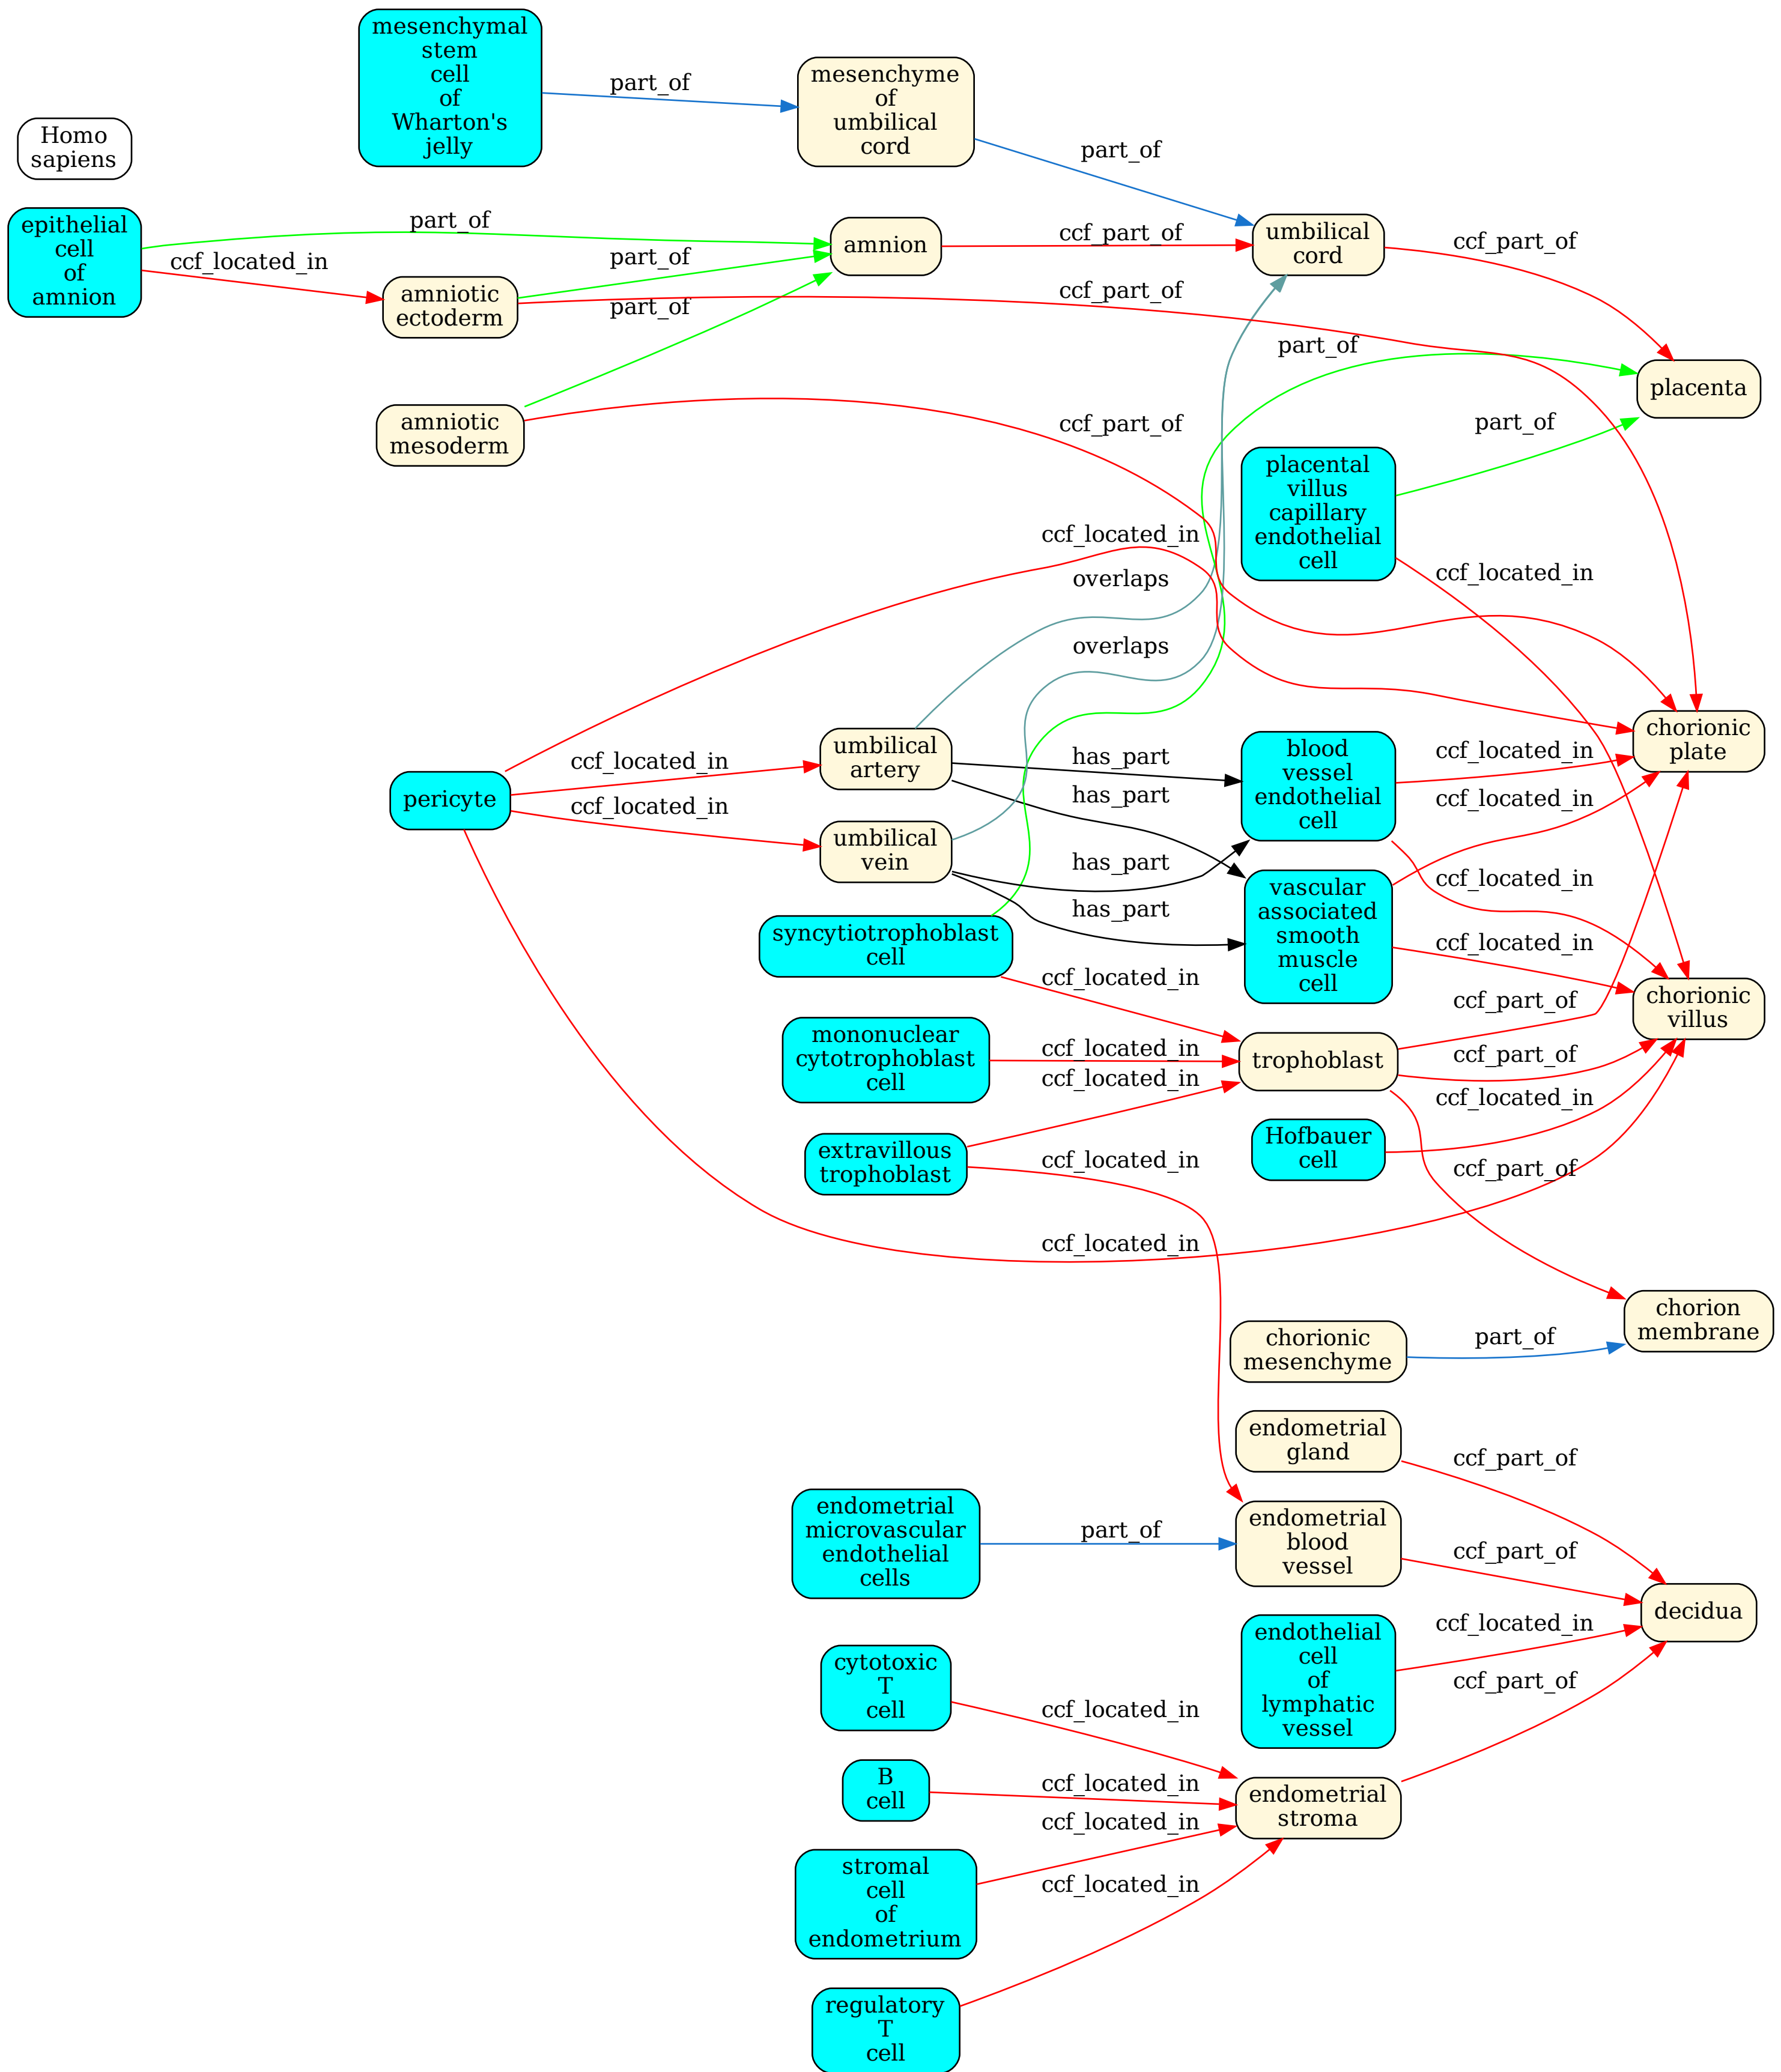 mesenchymal
stem
cell
of
Wharton's
jelly
part_of
mesenchyme
of
umbilical
cord
part_of
Homo
sapiens
epithelial
cell
of
amnion
part_of
ccf_located_in
amniotic
ectoderm
part_of
part_of
amnion
ccf_part_of
umbilical
cord
ccf_part_of
ccf_part_of
amniotic
mesoderm
ccf_part_of
part_of
placenta
part_of
placental
villus
capillary
endothelial
cell
ccf_located_in
ccf_located_in
overlaps
overlaps
pericyte
ccf_located_in
ccf_located_in
umbilical
artery
umbilical
vein
has_part
has_part
has_part
has_part
blood
vessel
endothelial
cell
ccf_located_in
ccf_located_in
chorionic
plate
ccf_located_in
vascular
associated
smooth
muscle
cell
ccf_located_in
chorionic
villus
syncytiotrophoblast
cell
ccf_located_in
mononuclear
cytotrophoblast
cell
ccf_located_in
ccf_located_in
trophoblast
ccf_part_of
ccf_part_of
ccf_located_in
extravillous
trophoblast
ccf_located_in
Hofbauer
cell
ccf_part_of
ccf_located_in
chorion
membrane
chorionic
mesenchyme
part_of
endometrial
gland
ccf_part_of
endometrial
microvascular
endothelial
cells
part_of
endometrial
blood
vessel
ccf_part_of
decidua
endothelial
cell
of
lymphatic
vessel
ccf_located_in
ccf_part_of
cytotoxic
T
cell
ccf_located_in
B
cell
ccf_located_in
endometrial
stroma
stromal
cell
of
endometrium
ccf_located_in
ccf_located_in
regulatory
T
cell